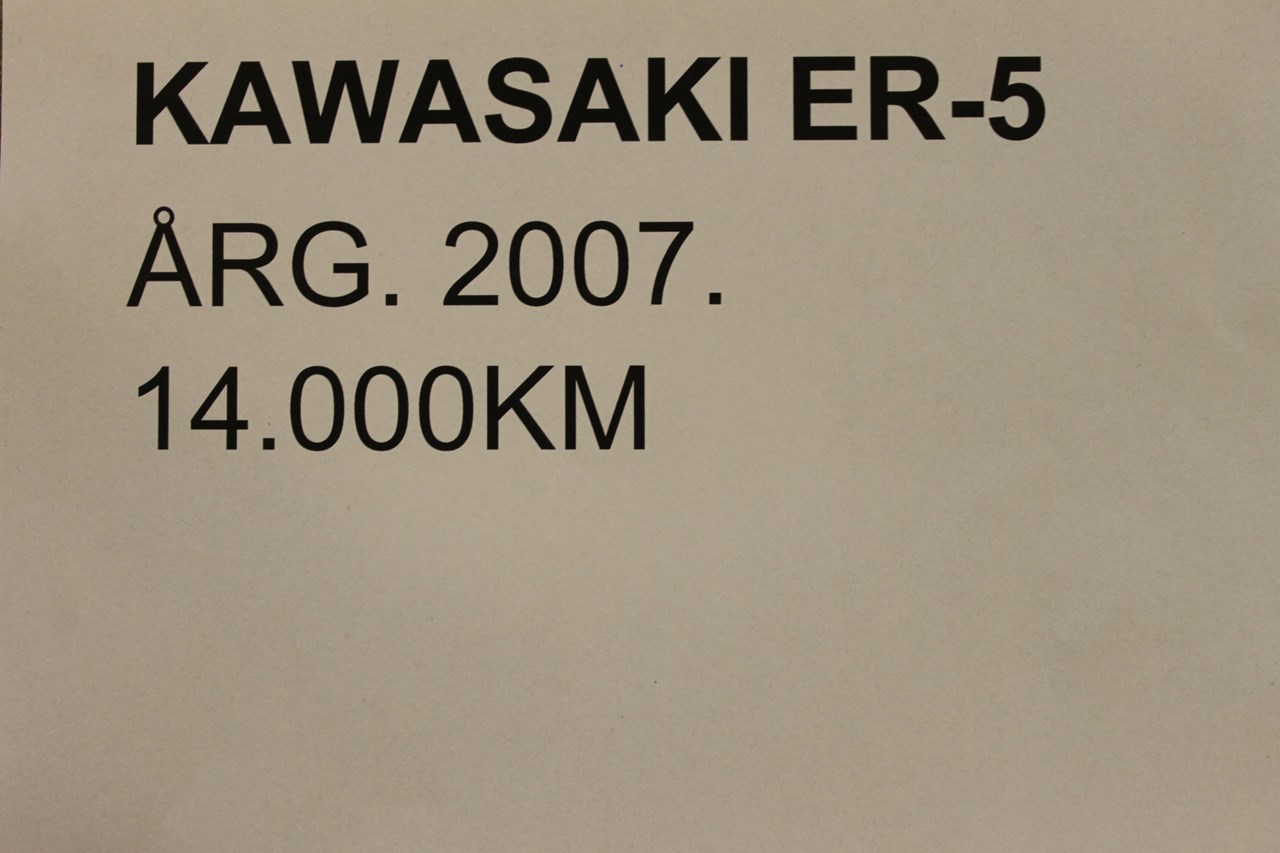 KAWASAKI ER-5
ÅRG. 2007.
14.000KM